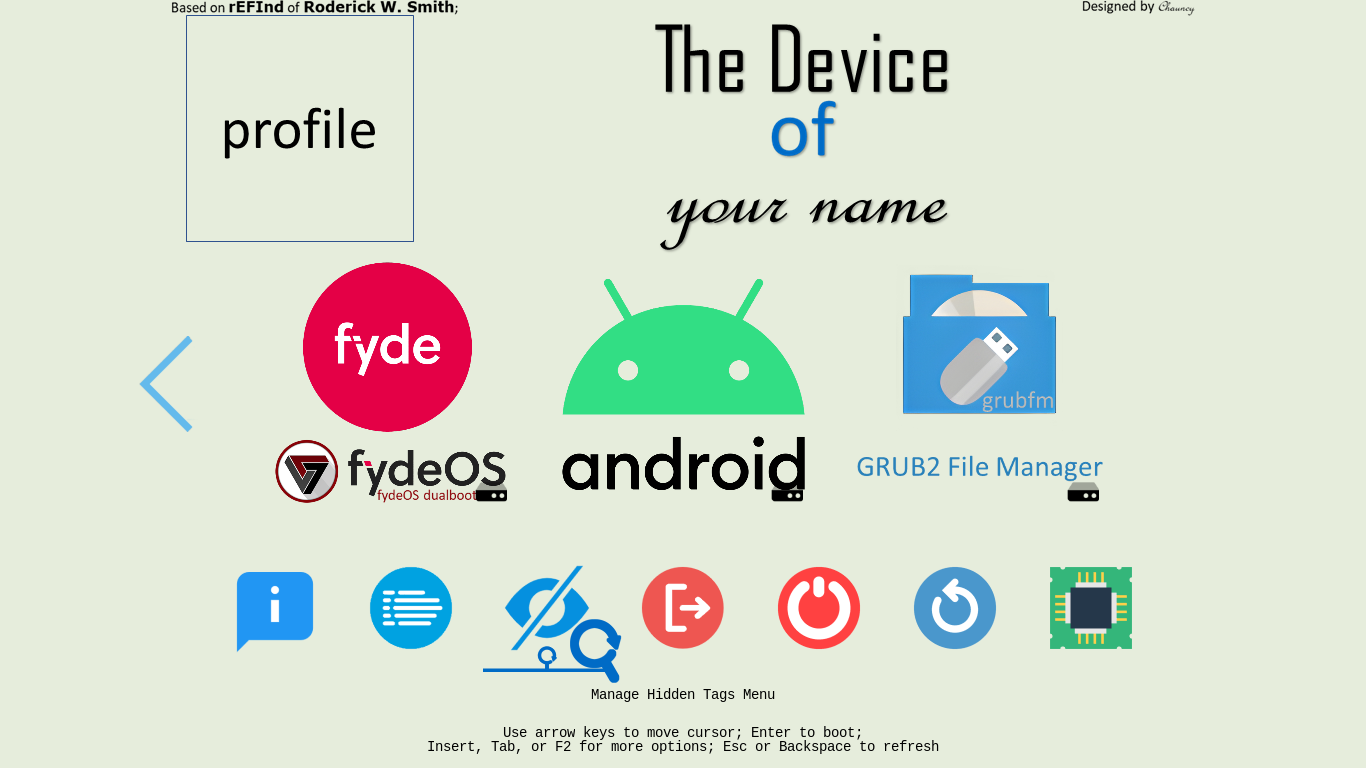 Based on rEFInd of Roderick W. Smith;
Designed by Chauncy
profile
The Device
of
your name
fyde
grubfm
fydeOS
fydeOS dualboot
android
GRUB2 File Manager
Manage Hidden Tags Menu
Use arrow keys to move cursor; Enter to boot;
Insert, Tab, or F2 for more options; Esc or Backspace to refresh